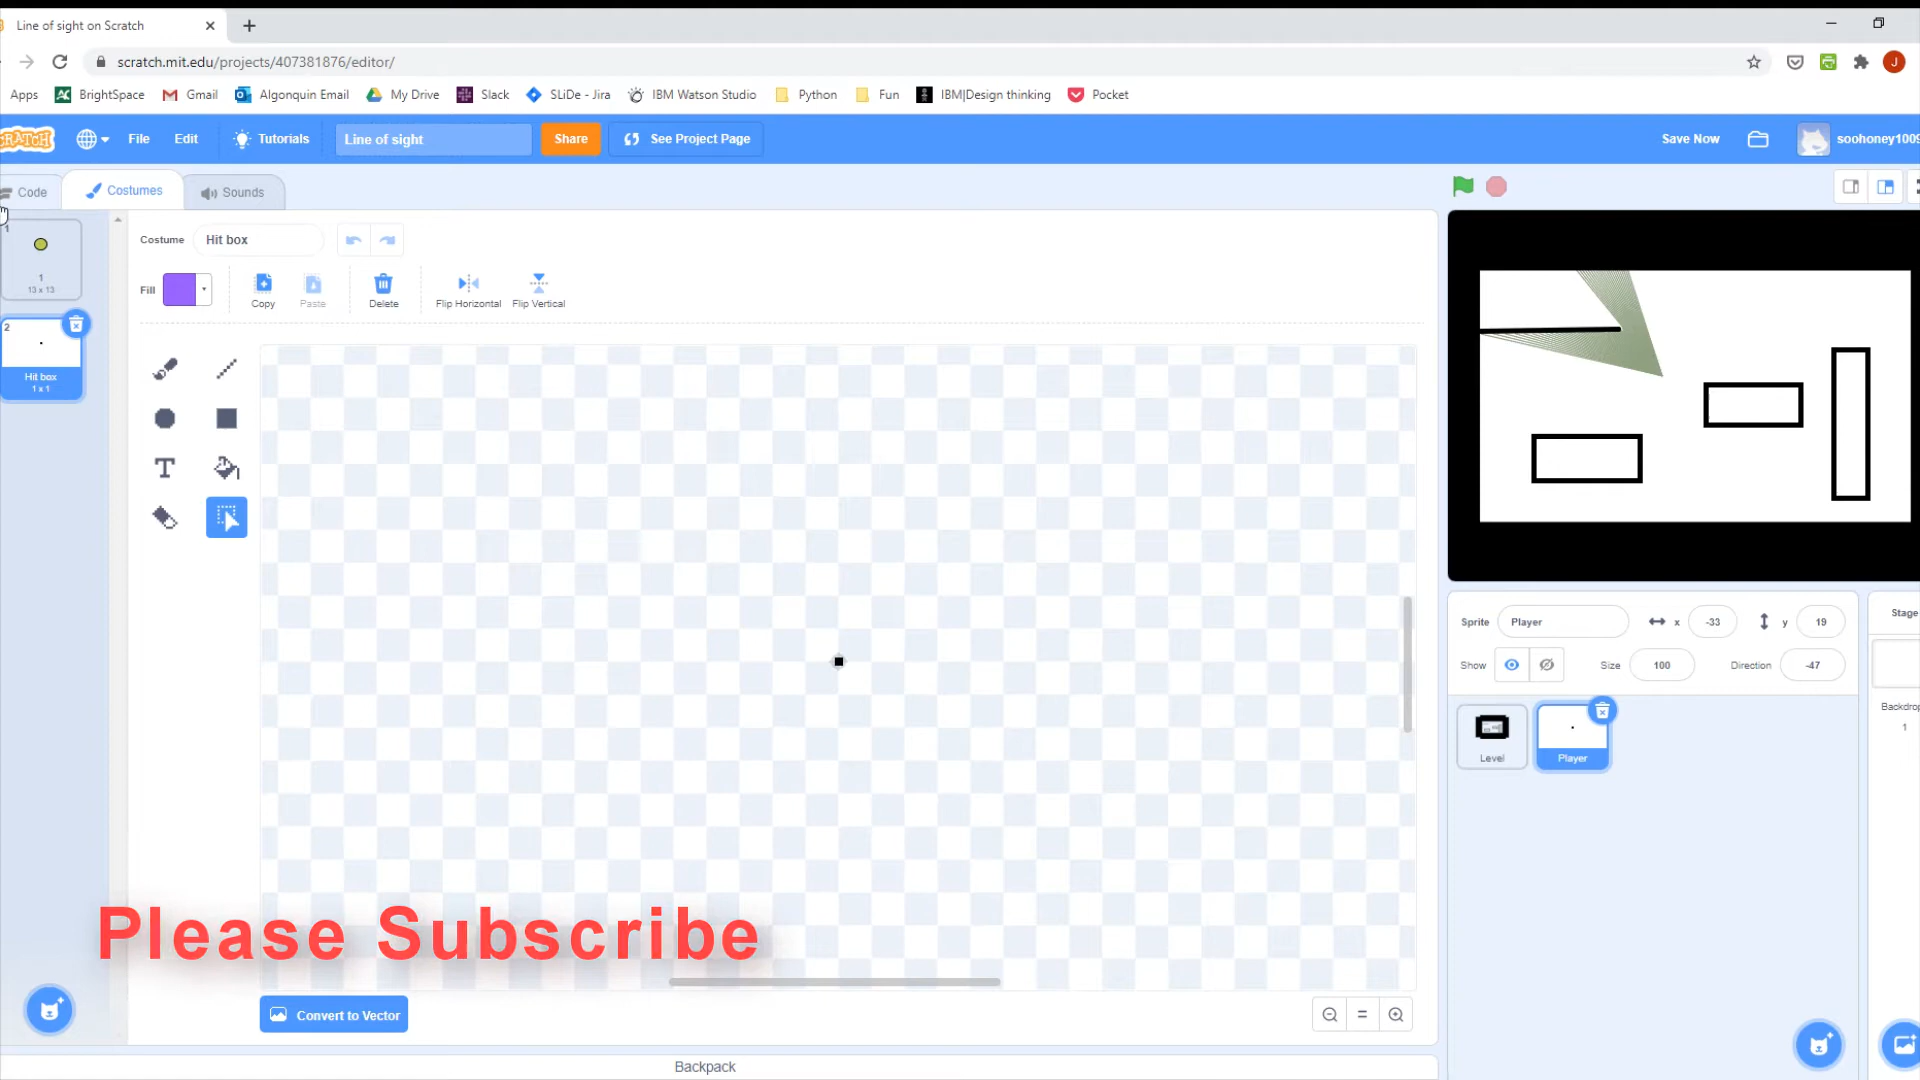 Line of sight on Scratch
scratch.mit.edu/projects/407381876/editor/
J
Apps BrightSpace Gmail Algonquin Email My Drive Slack SLiDe - Jira IBM Watson Studio Python Fun IBM|Design thinking Pocket
File Edit Tutorials Line of sight Share See Project Page Save Now soohoney1009
Code Costumes Sounds
1
1
13 x 13
2
Hit box
1 x 1
Costume Hit box
Fill Copy Paste Delete Flip Horizontal Flip Vertical
T
Sprite Player x -33 y 19
Show Size 100 Direction -47
Level
Player
Stage
Backdrop
1
Please Subscribe
Convert to Vector
Backpack